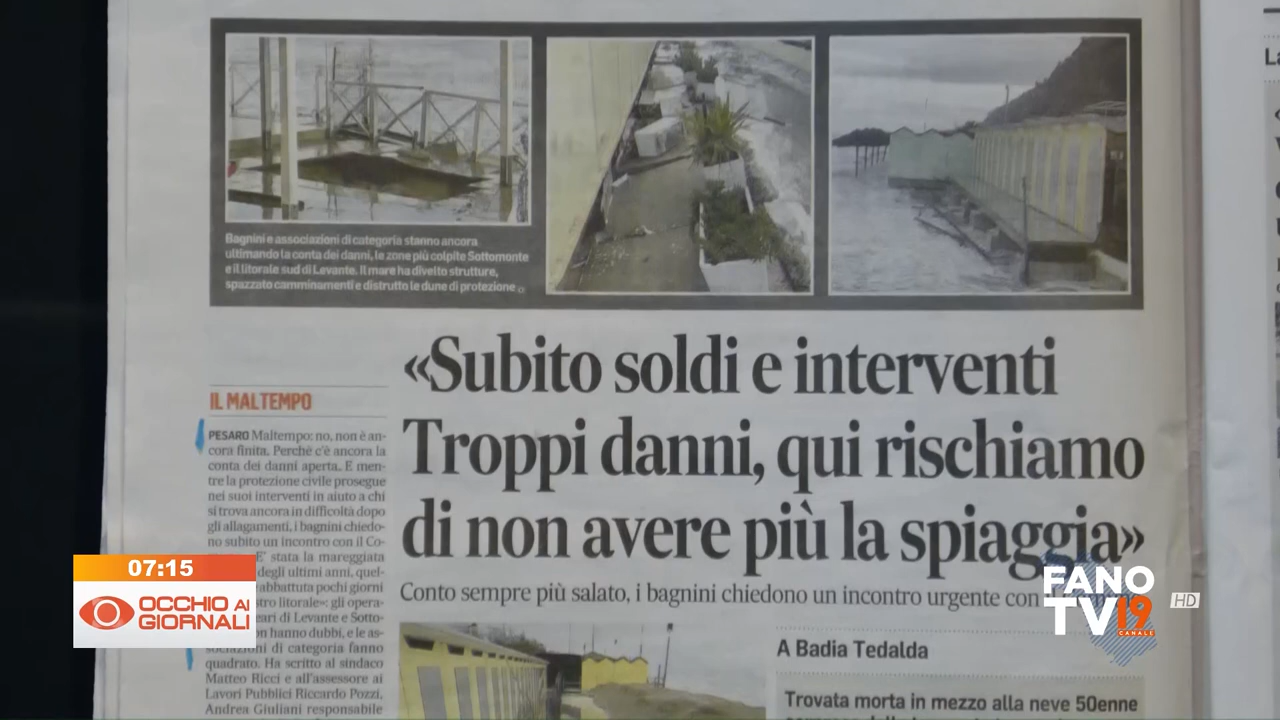 Bagnini e associazioni di categoria stanno ancora
ultimando la conta dei danni, le zone più colpite Sottomonte
e il litorale sud di Levante. Il mare ha divelto strutture,
spazzato camminamenti e distrutto le dune di protezione
«Subito soldi e interventi
Troppi danni, qui rischiamo
di non avere più la spiaggia»
Conto sempre più salato, i bagnini chiedono un incontro urgente con
IL MALTEMPO
PESARO Maltempo: no, non è an-
cora finita. Perché c'è ancora la
conta dei danni aperta. E men-
tre la protezione civile prosegue
nei suoi interventi in aiuto a chi
si trova ancora in difficoltà dopo
gli allagamenti, i bagnini chiedo-
no subito un incontro con il Co-
E' stata la mareggiata
degli ultimi anni, quel-
abbattuta pochi giorni
stro litorale»: gli opera-
eari di Levante e Sotto-
on hanno dubbi, e le as-
sociazioni di categoria fanno
quadrato. Ha scritto al sindaco
Matteo Ricci e all'assessore ai
Lavori Pubblici Riccardo Pozzi,
Andrea Giuliani responsabile
A Badia Tedalda
Trovata morta in mezzo alla neve 50enne
07:15
OCCHIO AI
GIORNALI
FANO
TV19
CANALE
HD